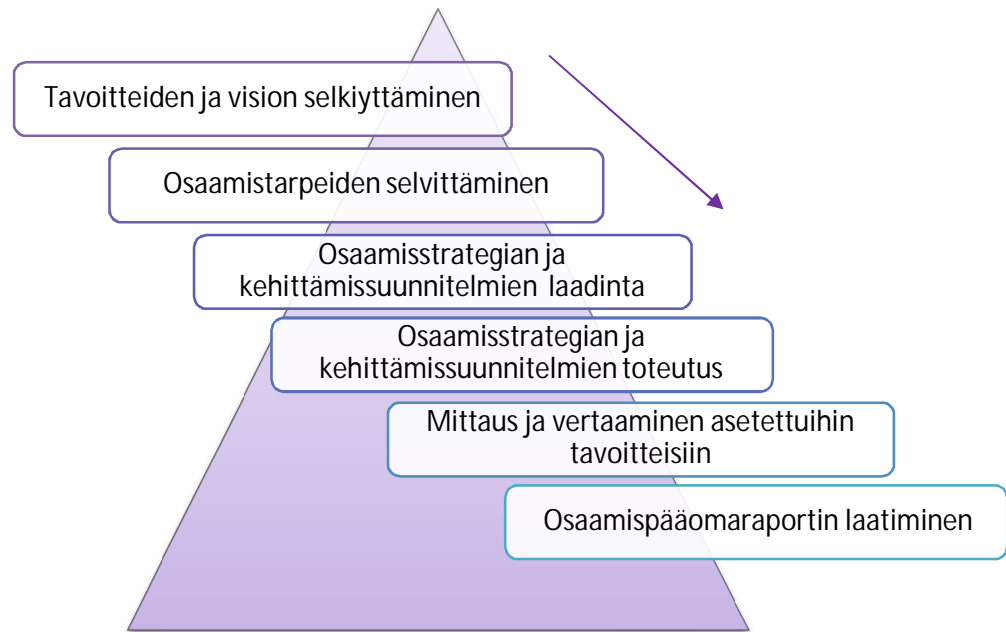 Tavoitteiden ja vision selkiyttäminen
Osaamistarpeiden selvittäminen
Osaamisstrategian ja
kehittämissuunnitelmien laadinta
Osaamisstrategian ja
kehittämissuunnitelmien toteutus
Mittaus ja vertaaminen asetettuihin
tavoitteisiin
Osaamispääomaraportin laatiminen